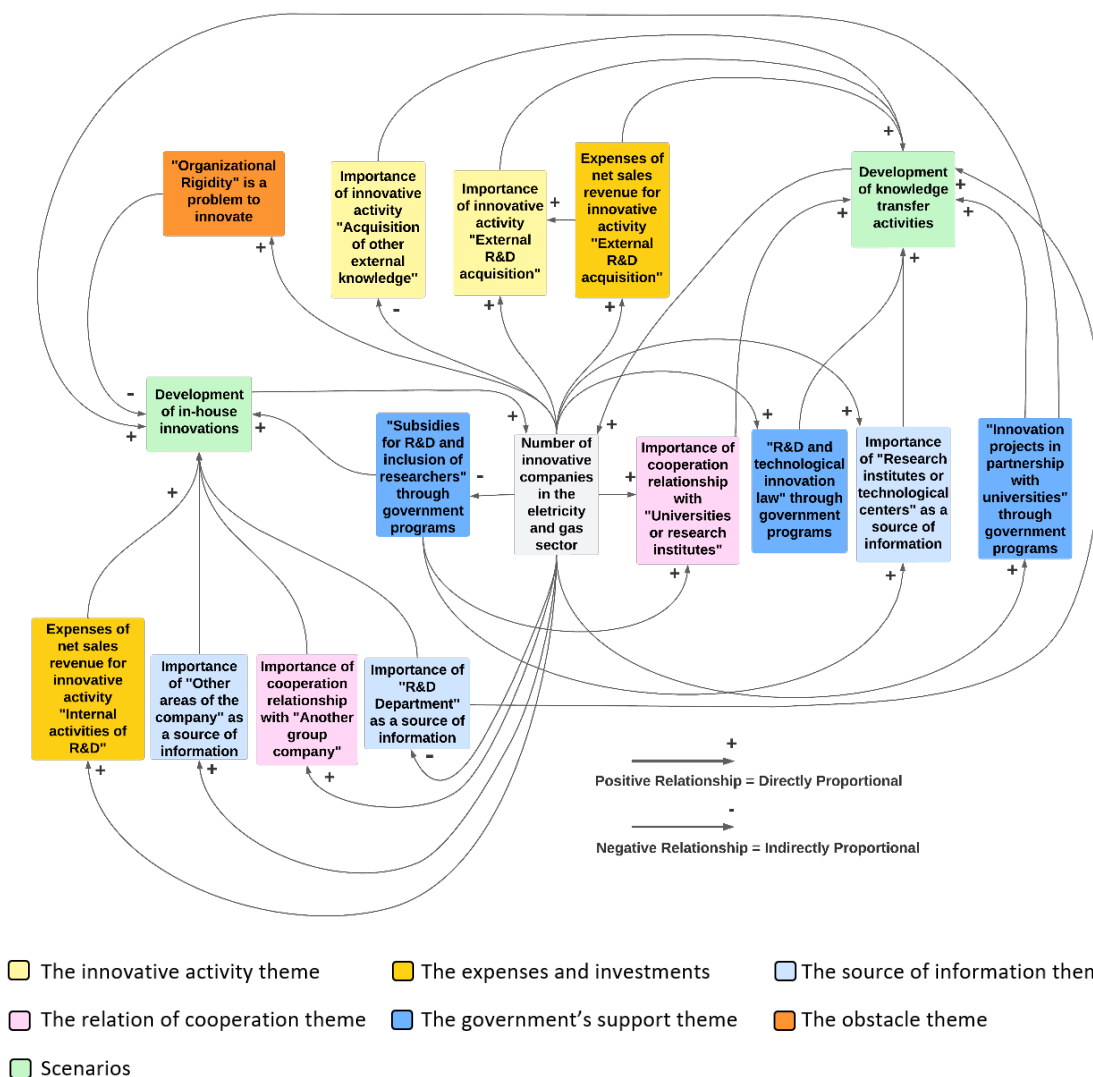 +
"Organizational
Rigidity" is a
problem to
innovate
+
Importance
of innovative
activity
"Acquisition
of other
external
knowledge"
-
Importance
of innovative
activity
"External
R&D
acquisition"
+
+
Expenses of
net sales
revenue for
innovative
activity
"External
R&D
acquisition"
+
Development
of knowledge
transfer
activities
+
+
+
+
-
+
Development
of in-house
innovations
+
+
"Subsidies
for R&D and
inclusion of
researchers"
through
government
programs
-
+
Number of
innovative
companies
in the
eletricity
and gas
sector
+
+
Importance of
cooperation
relationship
with
"Universities
or research
institutes"
+
+
"R&D and
technological
innovation
law" through
government
programs
+
Importance
of "Research
institutes or
technological
centers" as a
source of
information
+
"Innovation
projects in
partnership
with
universities"
through
government
programs
+
Expenses of
net sales
revenue for
innovative
activity
"Internal
activities of
R&D"
+
Importance
of "Other
areas of the
company" as
a source of
information
+
Importance of
cooperation
relationship
with "Another
group
company"
+
Importance of
"R&D
Department"
as a source of
information
-
+
Positive Relationship = Directly Proportional
-
Negative Relationship = Indirectly Proportional
The innovative activity theme
The expenses and investments
The source of information them
The relation of cooperation theme
The government's support theme
The obstacle theme
Scenarios